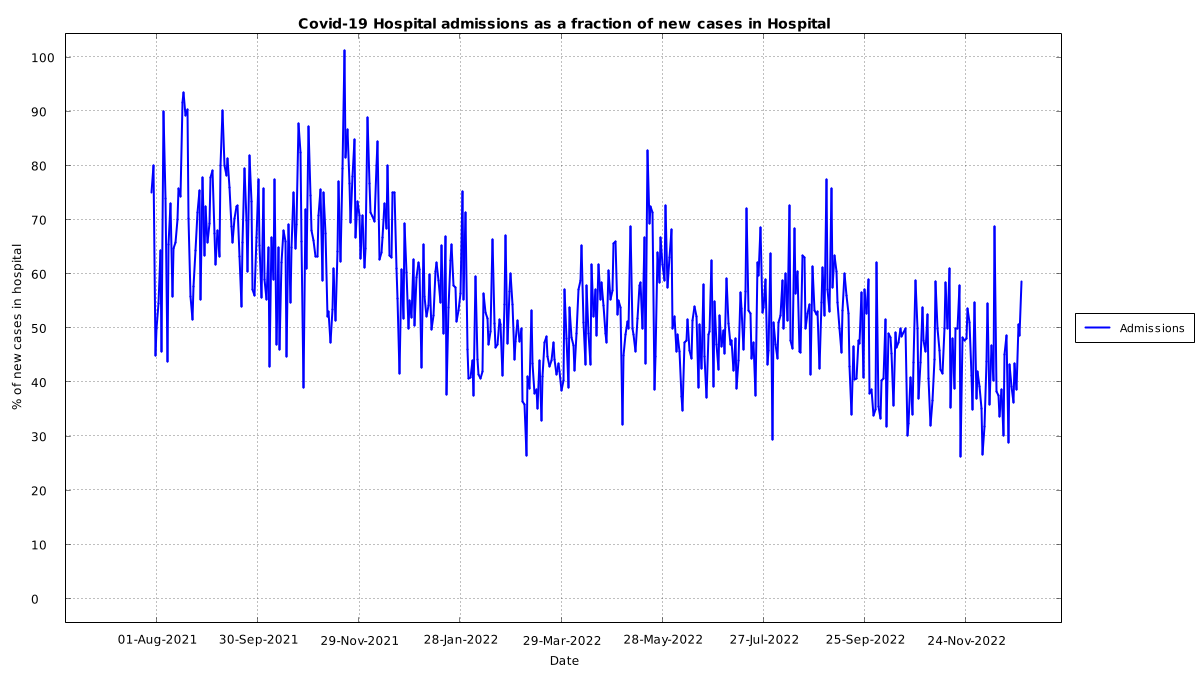 Covid-19 Hospital admissions as a fraction of new cases in Hospital
100
90
80
70
60
50
40
30
20
10
0
% of new cases in hospital
01-Aug-2021
30-Sep-2021
29-Nov-2021
28-Jan-2022
29-Mar-2022
28-May-2022
27-Jul-2022
25-Sep-2022
24-Nov-2022
Date
Admissions